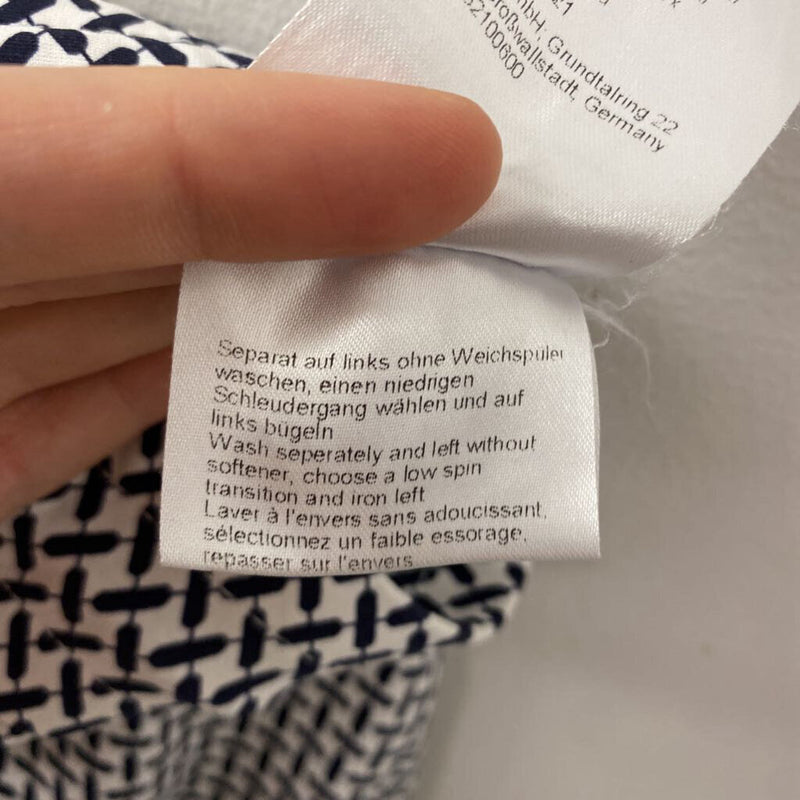 GmbH, Grundtalring 22
Großwallstadt, Germany
52100600
Separat auf links ohne Weichspüler
waschen, einen niedrigen
Schleudergang wählen und auf
links bügeln
Wash seperately and left without
softener, choose a low spin
transition and iron left
Laver à l'envers sans adoucissant,
sélectionnez un faible essorage,
repasser sur l'envers